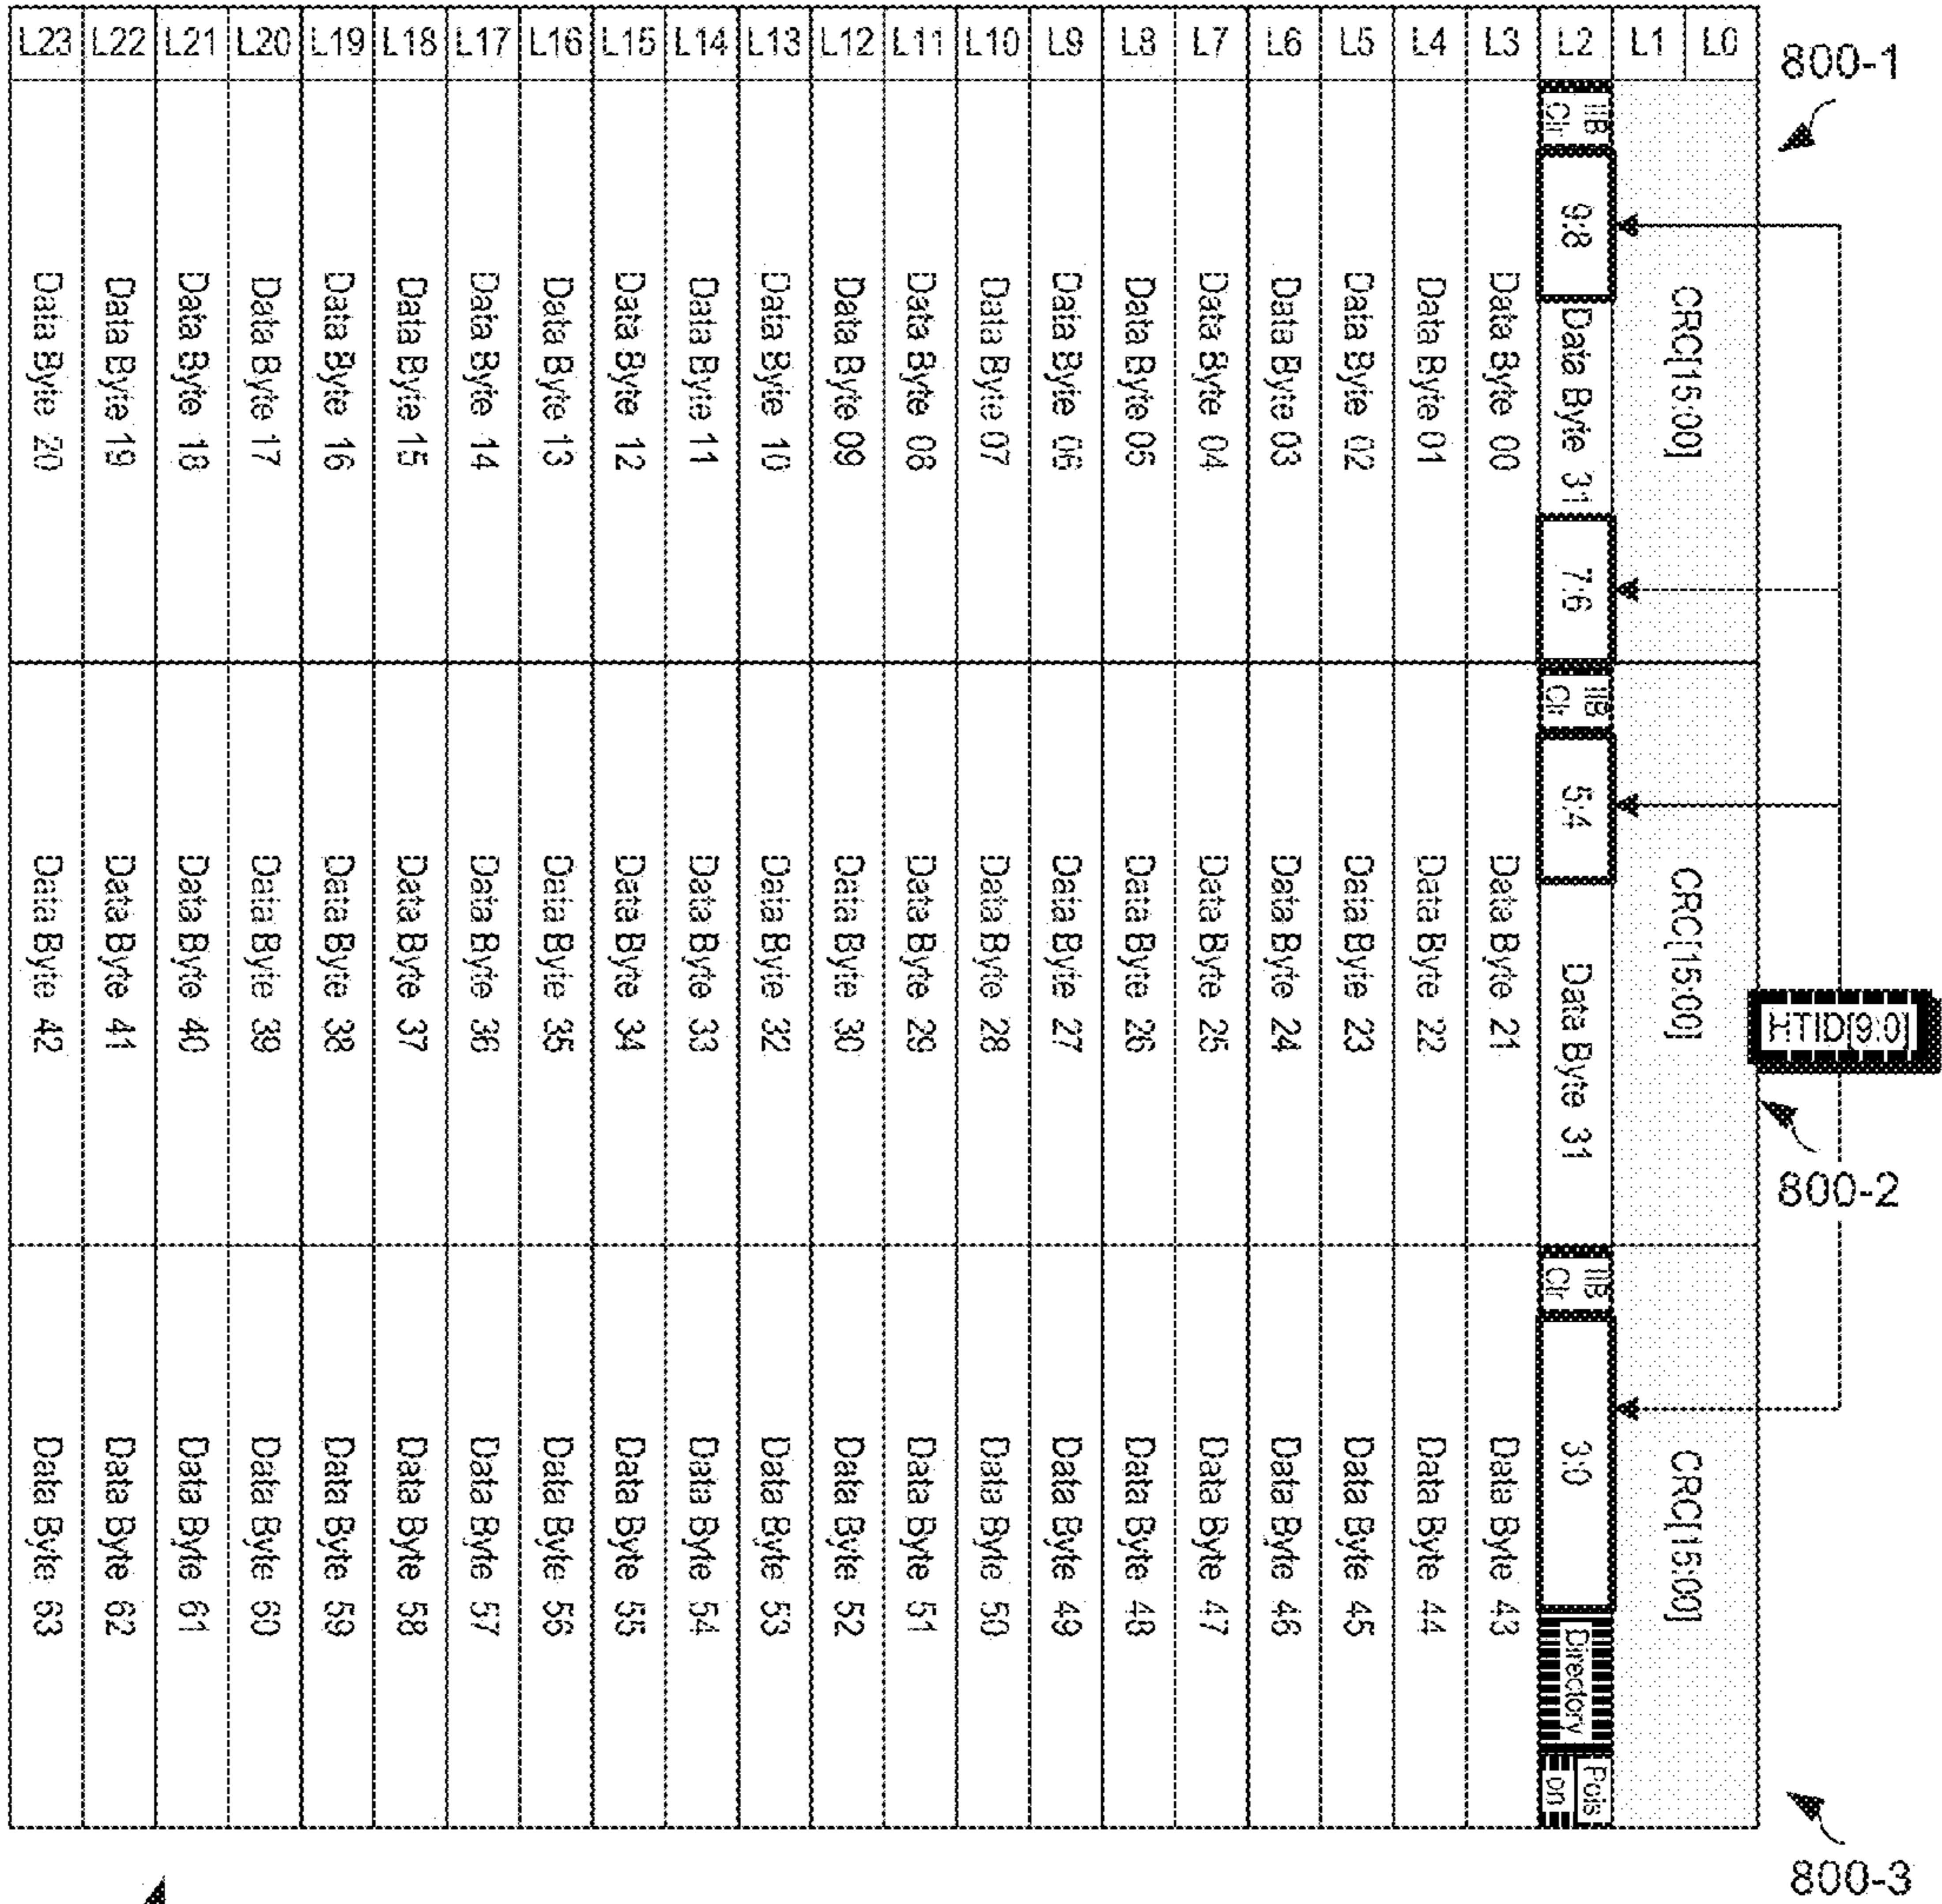 800-1
HTID[9:0]
800-2
800-3
L0
L1
CRC[15:00]
CRC[15:00]
CRC[15:00]
L2
IIB
Clr
9:8
Data Byte 31
7:6
IIB
Clr
5:4
Data Byte 31
IIB
Clr
3:0
Directory
Pois
on
L3
Data Byte 00
Data Byte 21
Data Byte 43
L4
Data Byte 01
Data Byte 22
Data Byte 44
L5
Data Byte 02
Data Byte 23
Data Byte 45
L6
Data Byte 03
Data Byte 24
Data Byte 46
L7
Data Byte 04
Data Byte 25
Data Byte 47
L8
Data Byte 05
Data Byte 26
Data Byte 48
L9
Data Byte 06
Data Byte 27
Data Byte 49
L10
Data Byte 07
Data Byte 28
Data Byte 50
L11
Data Byte 08
Data Byte 29
Data Byte 51
L12
Data Byte 09
Data Byte 30
Data Byte 52
L13
Data Byte 10
Data Byte 32
Data Byte 53
L14
Data Byte 11
Data Byte 33
Data Byte 54
L15
Data Byte 12
Data Byte 34
Data Byte 55
L16
Data Byte 13
Data Byte 35
Data Byte 56
L17
Data Byte 14
Data Byte 36
Data Byte 57
L18
Data Byte 15
Data Byte 37
Data Byte 58
L19
Data Byte 16
Data Byte 38
Data Byte 59
L20
Data Byte 17
Data Byte 39
Data Byte 60
L21
Data Byte 18
Data Byte 40
Data Byte 61
L22
Data Byte 19
Data Byte 41
Data Byte 62
L23
Data Byte 20
Data Byte 42
Data Byte 63